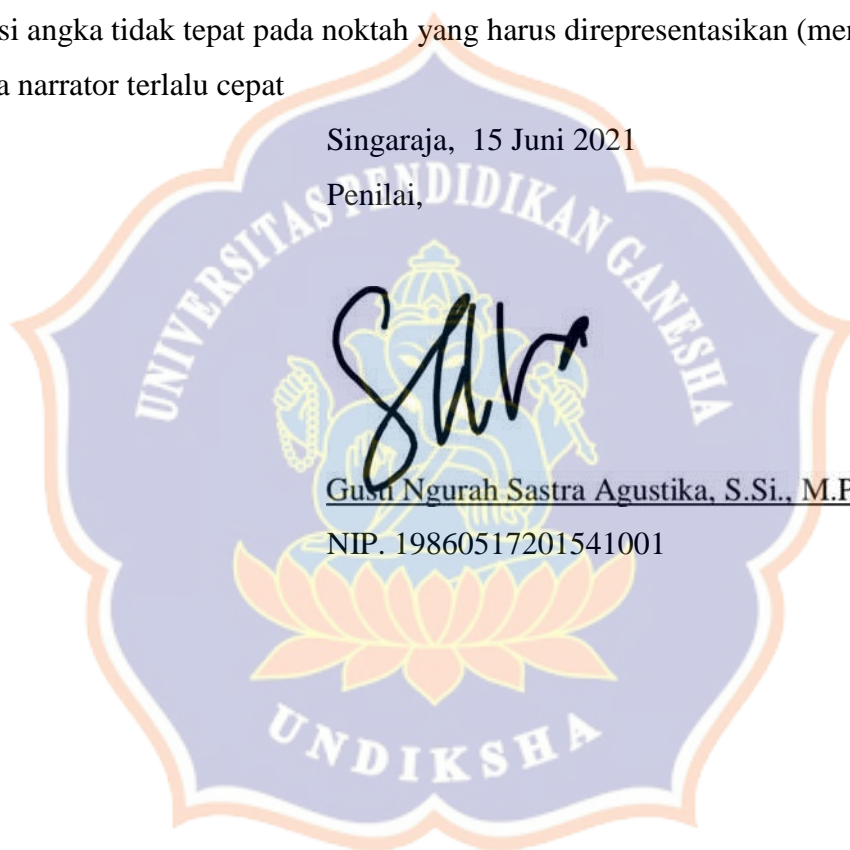 si angka tidak tepat pada noktah yang harus direpresentasikan (mer
a narrator terlalu cepat
Singaraja, 15 Juni 2021
Penilai,
UNIVERSITAS PENDIDIKAN GANESHA
Gusti Ngurah Sastra Agustika, S.Si., M.P
NIP. 19860517201541001
UNDIKSHA